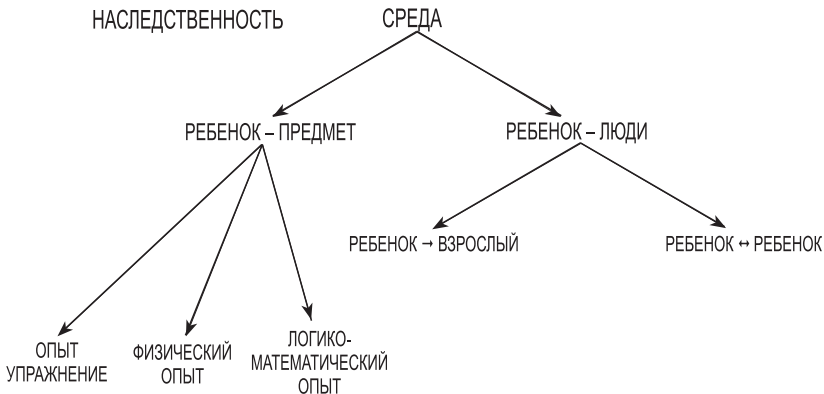 НАСЛЕДСТВЕННОСТЬ
СРЕДА
РЕБЕНОК – ПРЕДМЕТ
РЕБЕНОК – ЛЮДИ
РЕБЕНОК → ВЗРОСЛЫЙ
РЕБЕНОК ↔ РЕБЕНОК
ОПЫТ
УПРАЖНЕНИЕ
ФИЗИЧЕСКИЙ
ОПЫТ
ЛОГИКО-
МАТЕМАТИЧЕСКИЙ
ОПЫТ